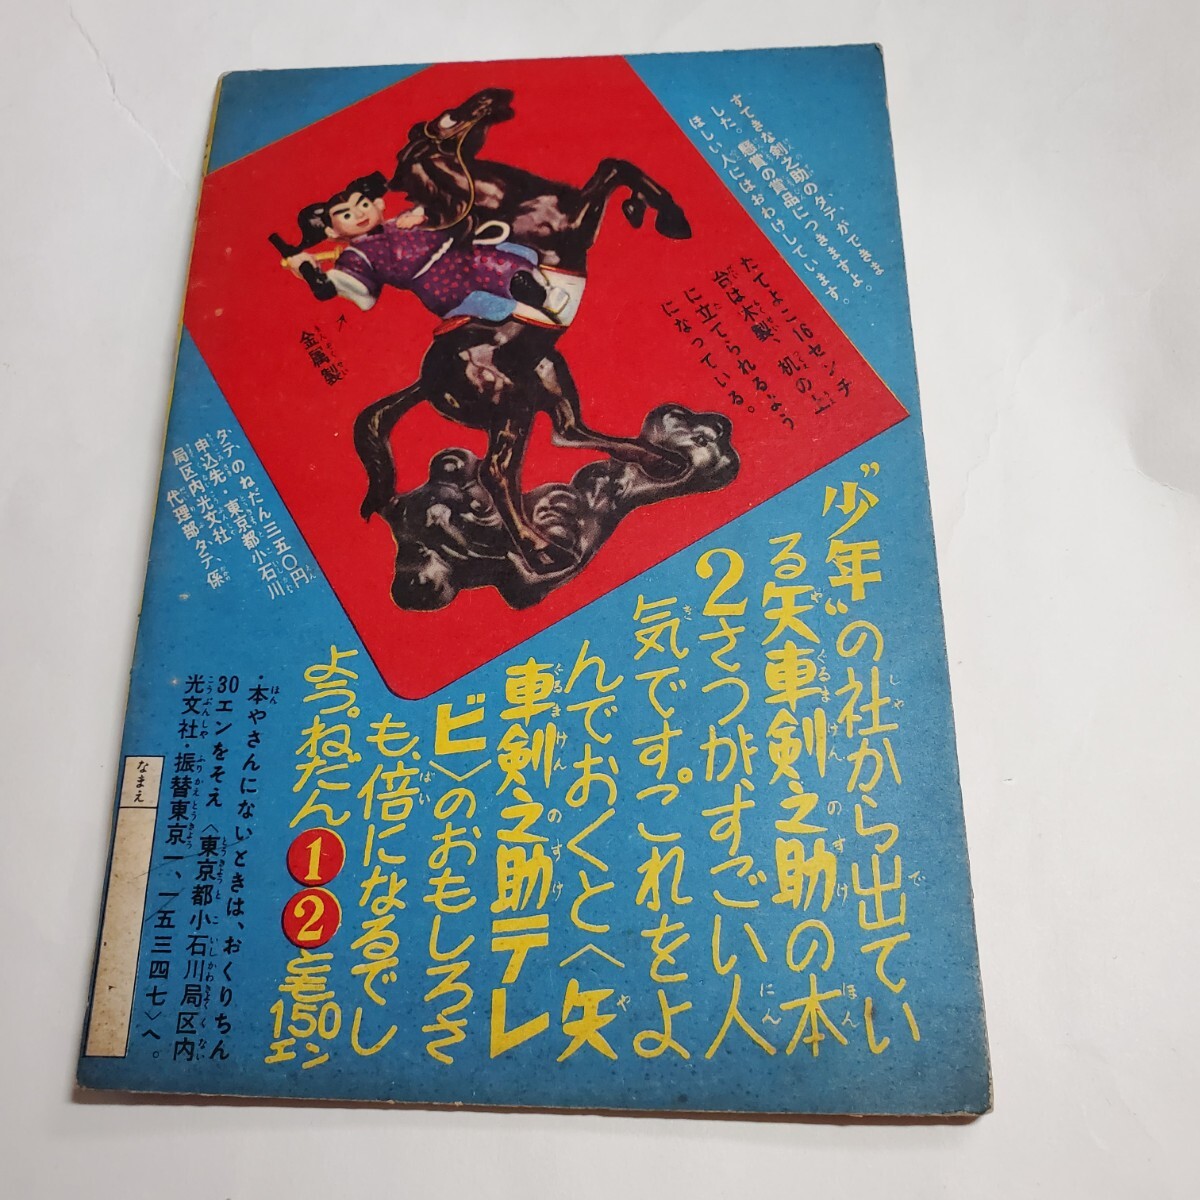 すてきな剣之助のタテができま
した。懸賞の賞品につきますよ。
ほしい人にはおわけしています。
たてよこ16センチ
台は木製、机の上
に立てられるよう
になっている。
金属製
タテのねだん三五〇円
申込先・東京都小石川
局区内光文社
代理部タテ、係
“少年”の社から出てい
る矢車剣之助の本
2さつが、すごい人
気です。これをよ
んでおくと〈矢
車剣之助テレ
ビ〉のおもしろさ
も、倍になるでし
よう。ねだん12とも150エン
・本やさんにないときは、おくりちん
30エンをそえ〈東京都小石川局区内
光文社・振替東京一、一五三四七〉へ。
なまえ